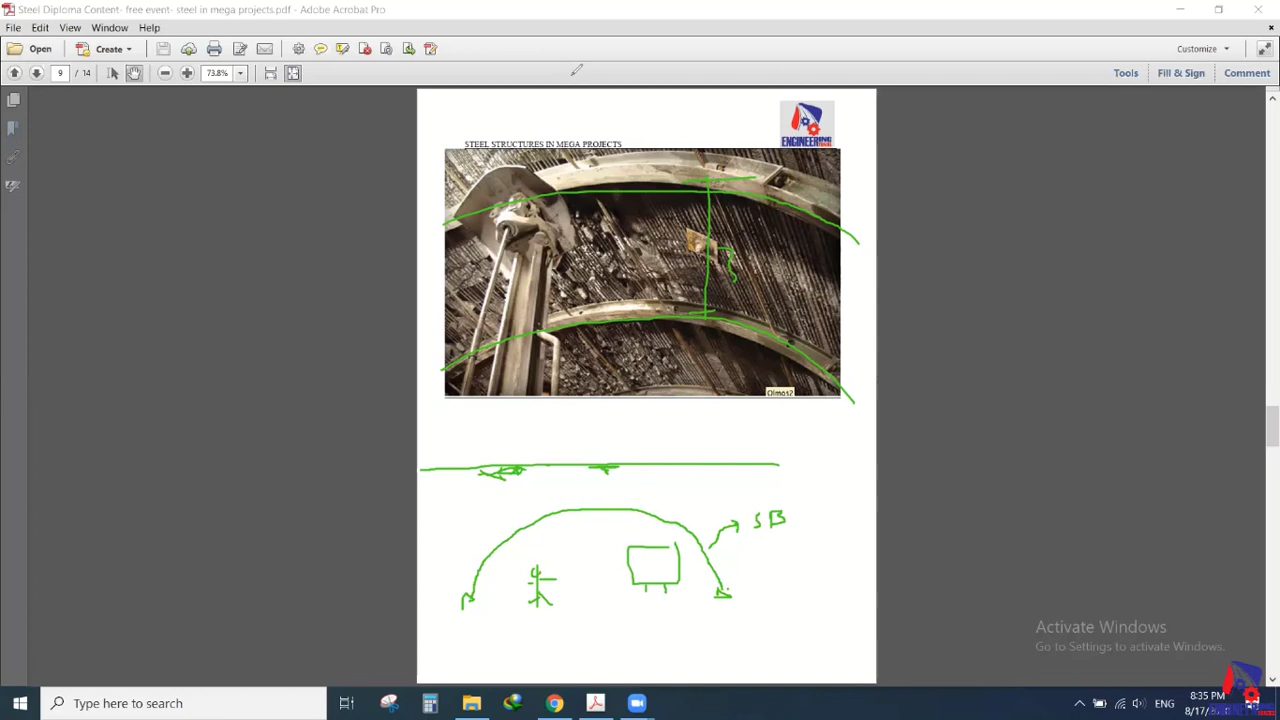 Steel Diploma Content- free event- steel in mega projects.pdf - Adobe Acrobat Pro
File Edit View Window Help
Open Create Customize
9 / 14 73.8% Tools Fill & Sign Comment
ENGINEERING
STEEL STRUCTURES IN MEGA PROJECTS
Olmos2
SB
Activate Windows
Go to Settings to activate Windows.
Type here to search
ENG
8:35 PM